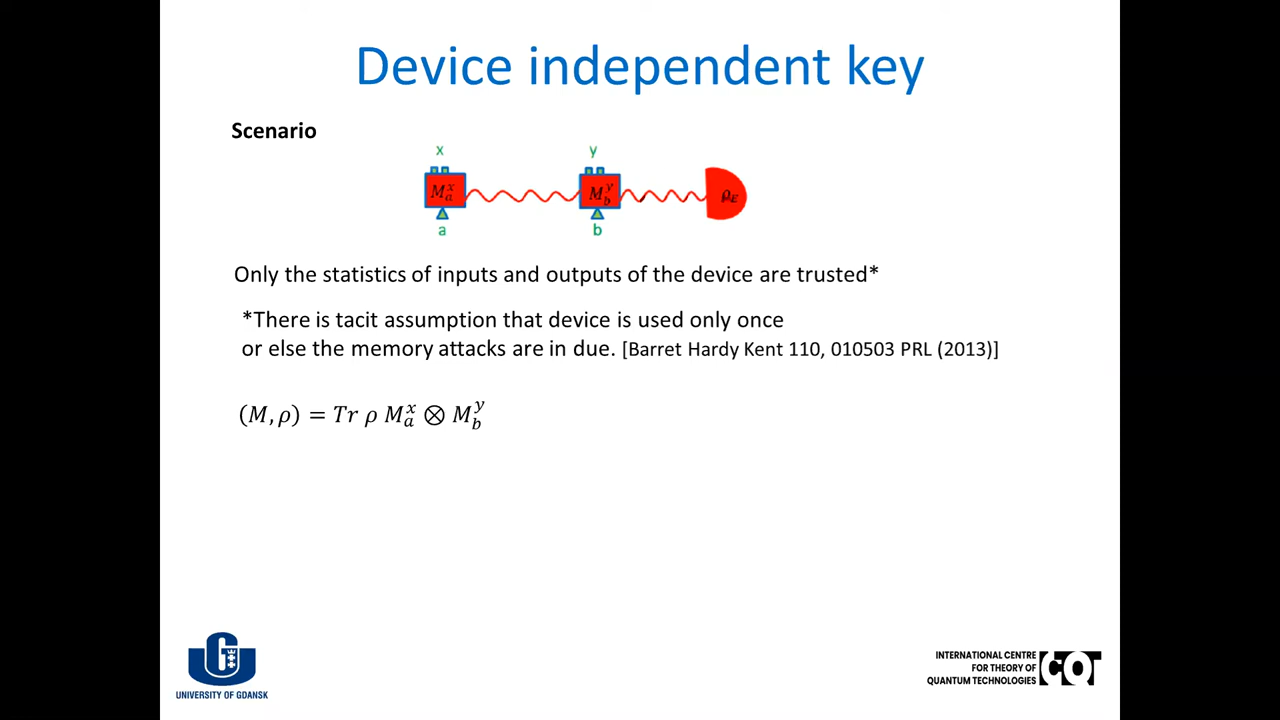 Device independent key
Scenario
x y
M_a^x M_b^y ρ_E
a b
Only the statistics of inputs and outputs of the device are trusted*
*There is tacit assumption that device is used only once
or else the memory attacks are in due. [Barret Hardy Kent 110, 010503 PRL (2013)]
(M, ρ) = Tr ρ M_a^x ⊗ M_b^y
UNIVERSITY OF GDANSK
INTERNATIONAL CENTRE
FOR THEORY OF
QUANTUM TECHNOLOGIES
ICTQT